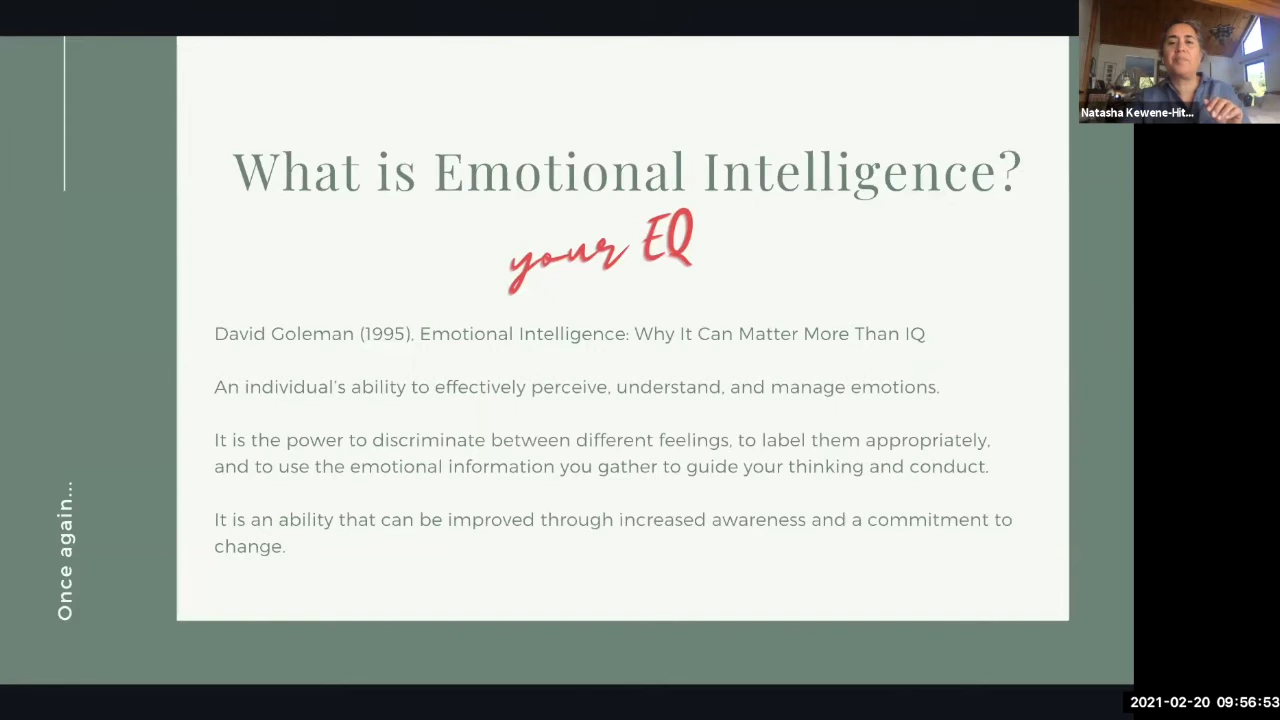 Natasha Kewene-Hit...
What is Emotional Intelligence?
your EQ
David Goleman (1995), Emotional Intelligence: Why It Can Matter More Than IQ
An individual's ability to effectively perceive, understand, and manage emotions.
It is the power to discriminate between different feelings, to label them appropriately,
and to use the emotional information you gather to guide your thinking and conduct.
It is an ability that can be improved through increased awareness and a commitment to
change.
Once again...
2021-02-20 09:56:53